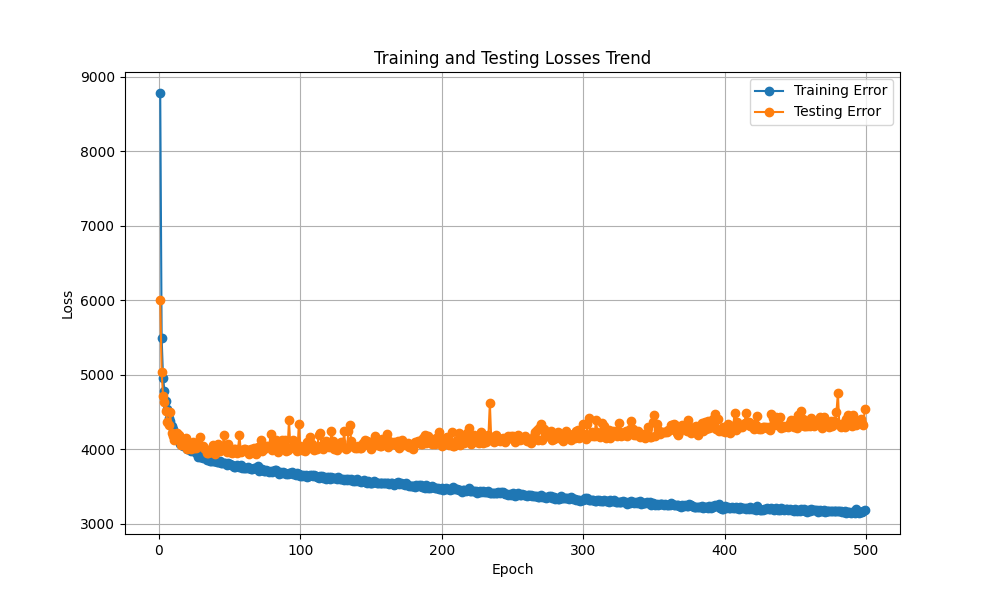 Training and Testing Losses Trend
Training Error
Testing Error
9000
8000
7000
6000
5000
4000
3000
Loss
0
100
200
300
400
500
Epoch